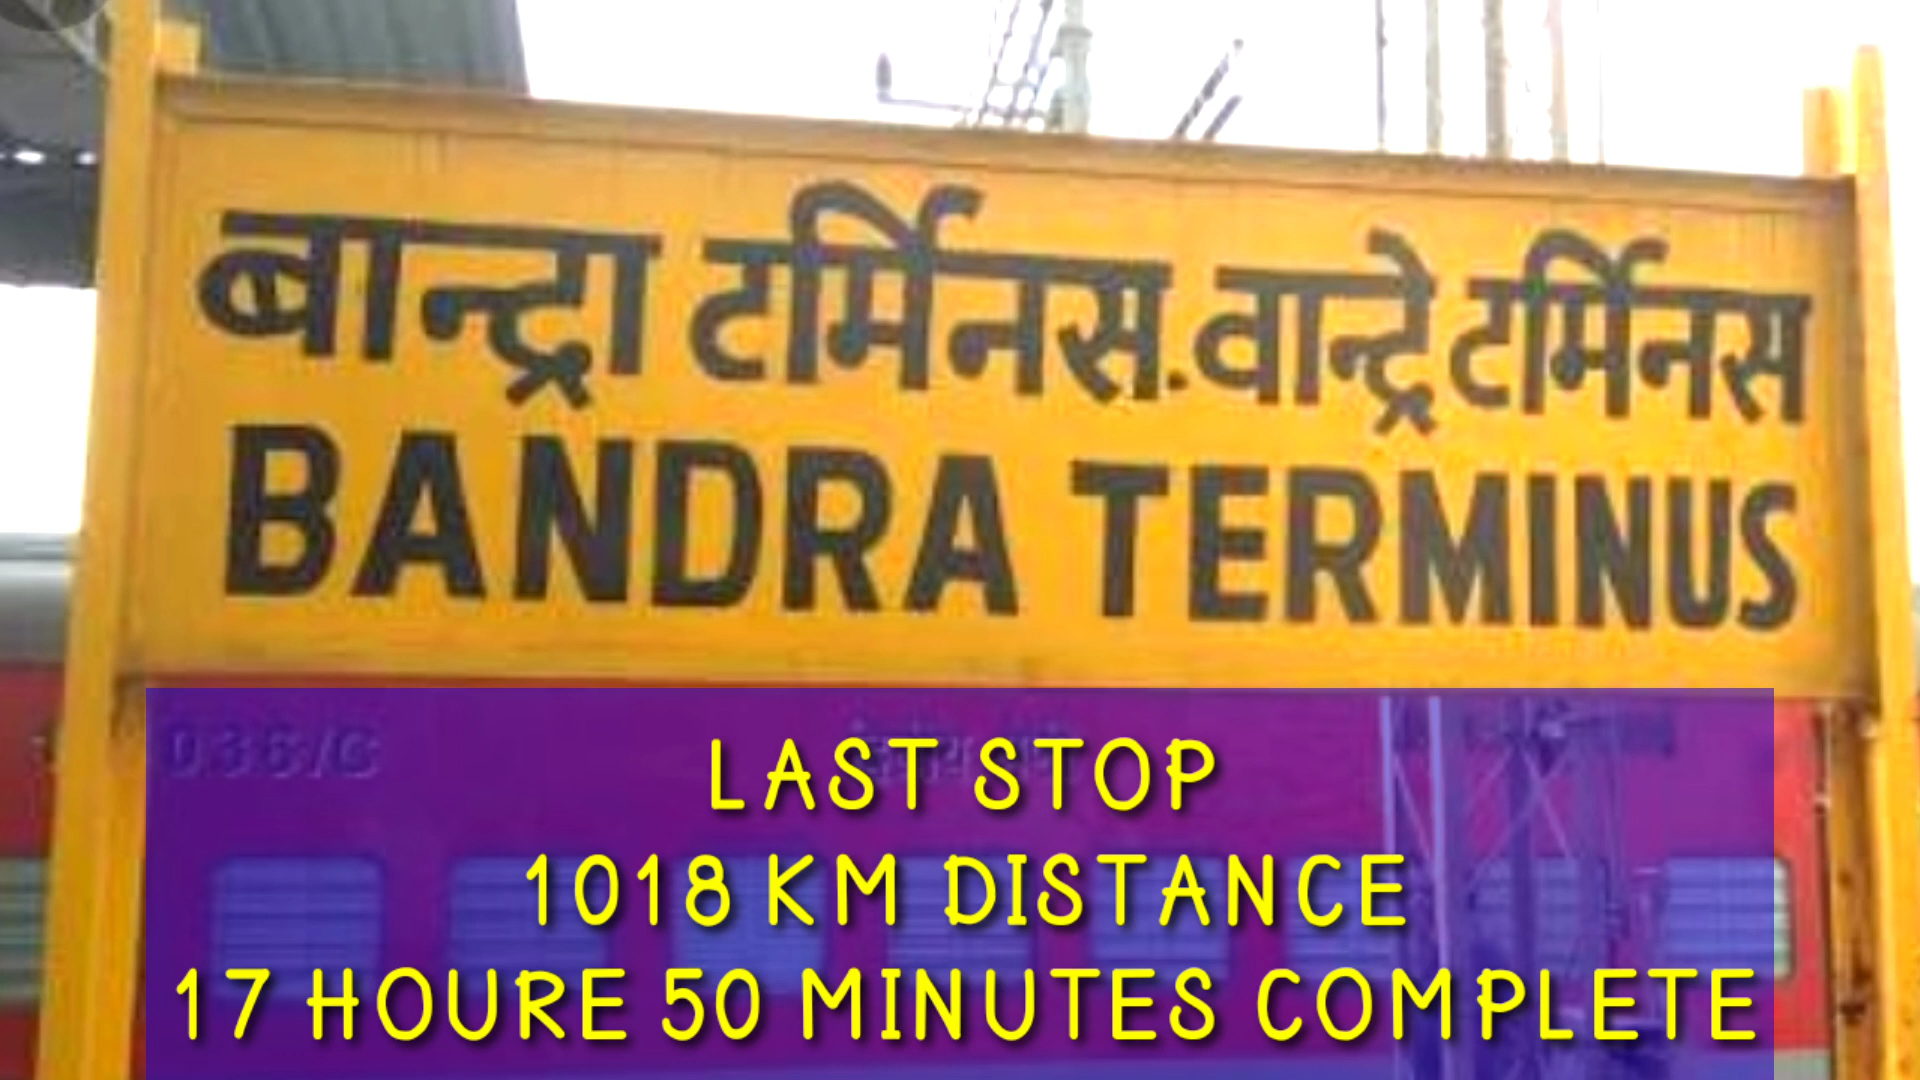 बान्द्रा टर्मिनस.वान्द्रे टर्मिनस
BANDRA TERMINUS
LAST STOP
1018 KM DISTANCE
17 HOURE 50 MINUTES COMPLETE